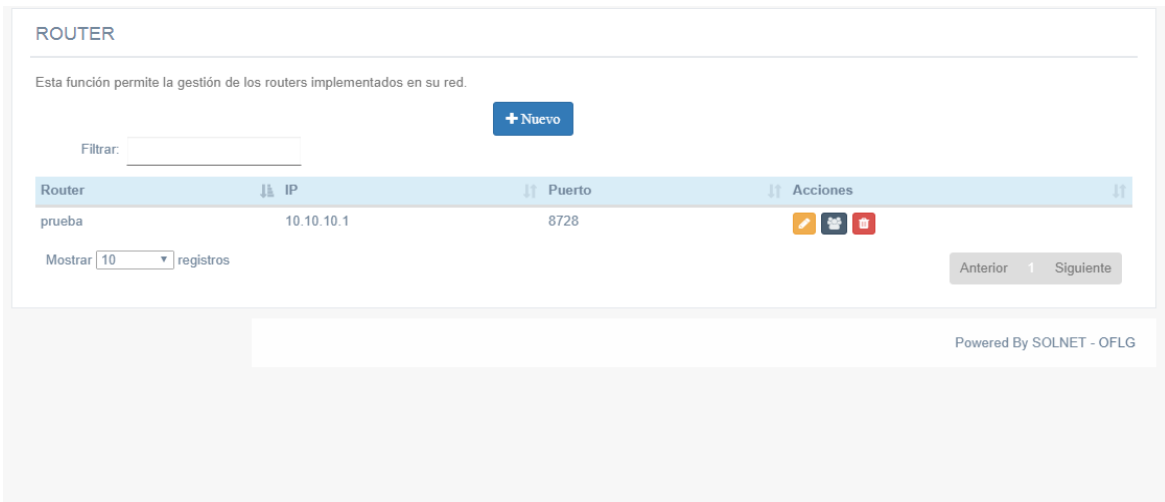 ROUTER
Esta función permite la gestión de los routers implementados en su red.
Nuevo
Filtrar:
Router IP Puerto Acciones
prueba 10.10.10.1 8728
Mostrar 10 registros
Anterior 1 Siguiente
Powered By SOLNET - OFLG